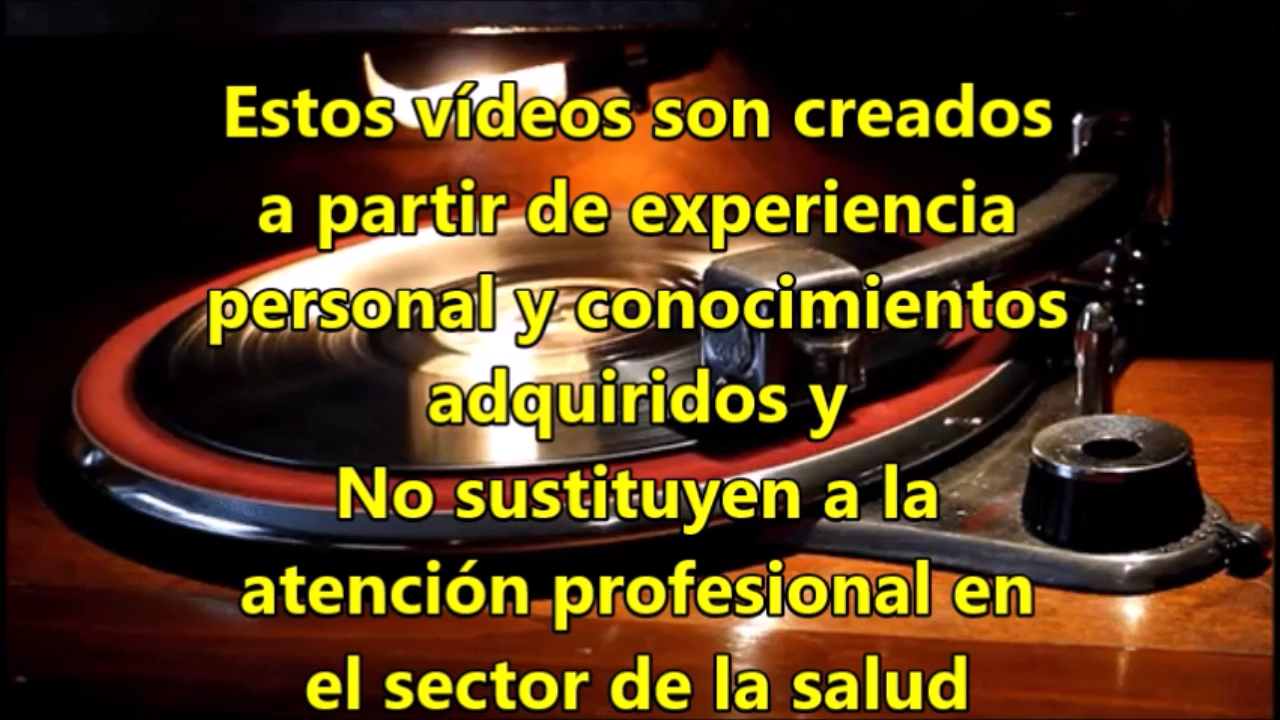 Estos vídeos son creados
a partir de experiencia
personal y conocimientos
adquiridos y
No sustituyen a la
atención profesional en
el sector de la salud